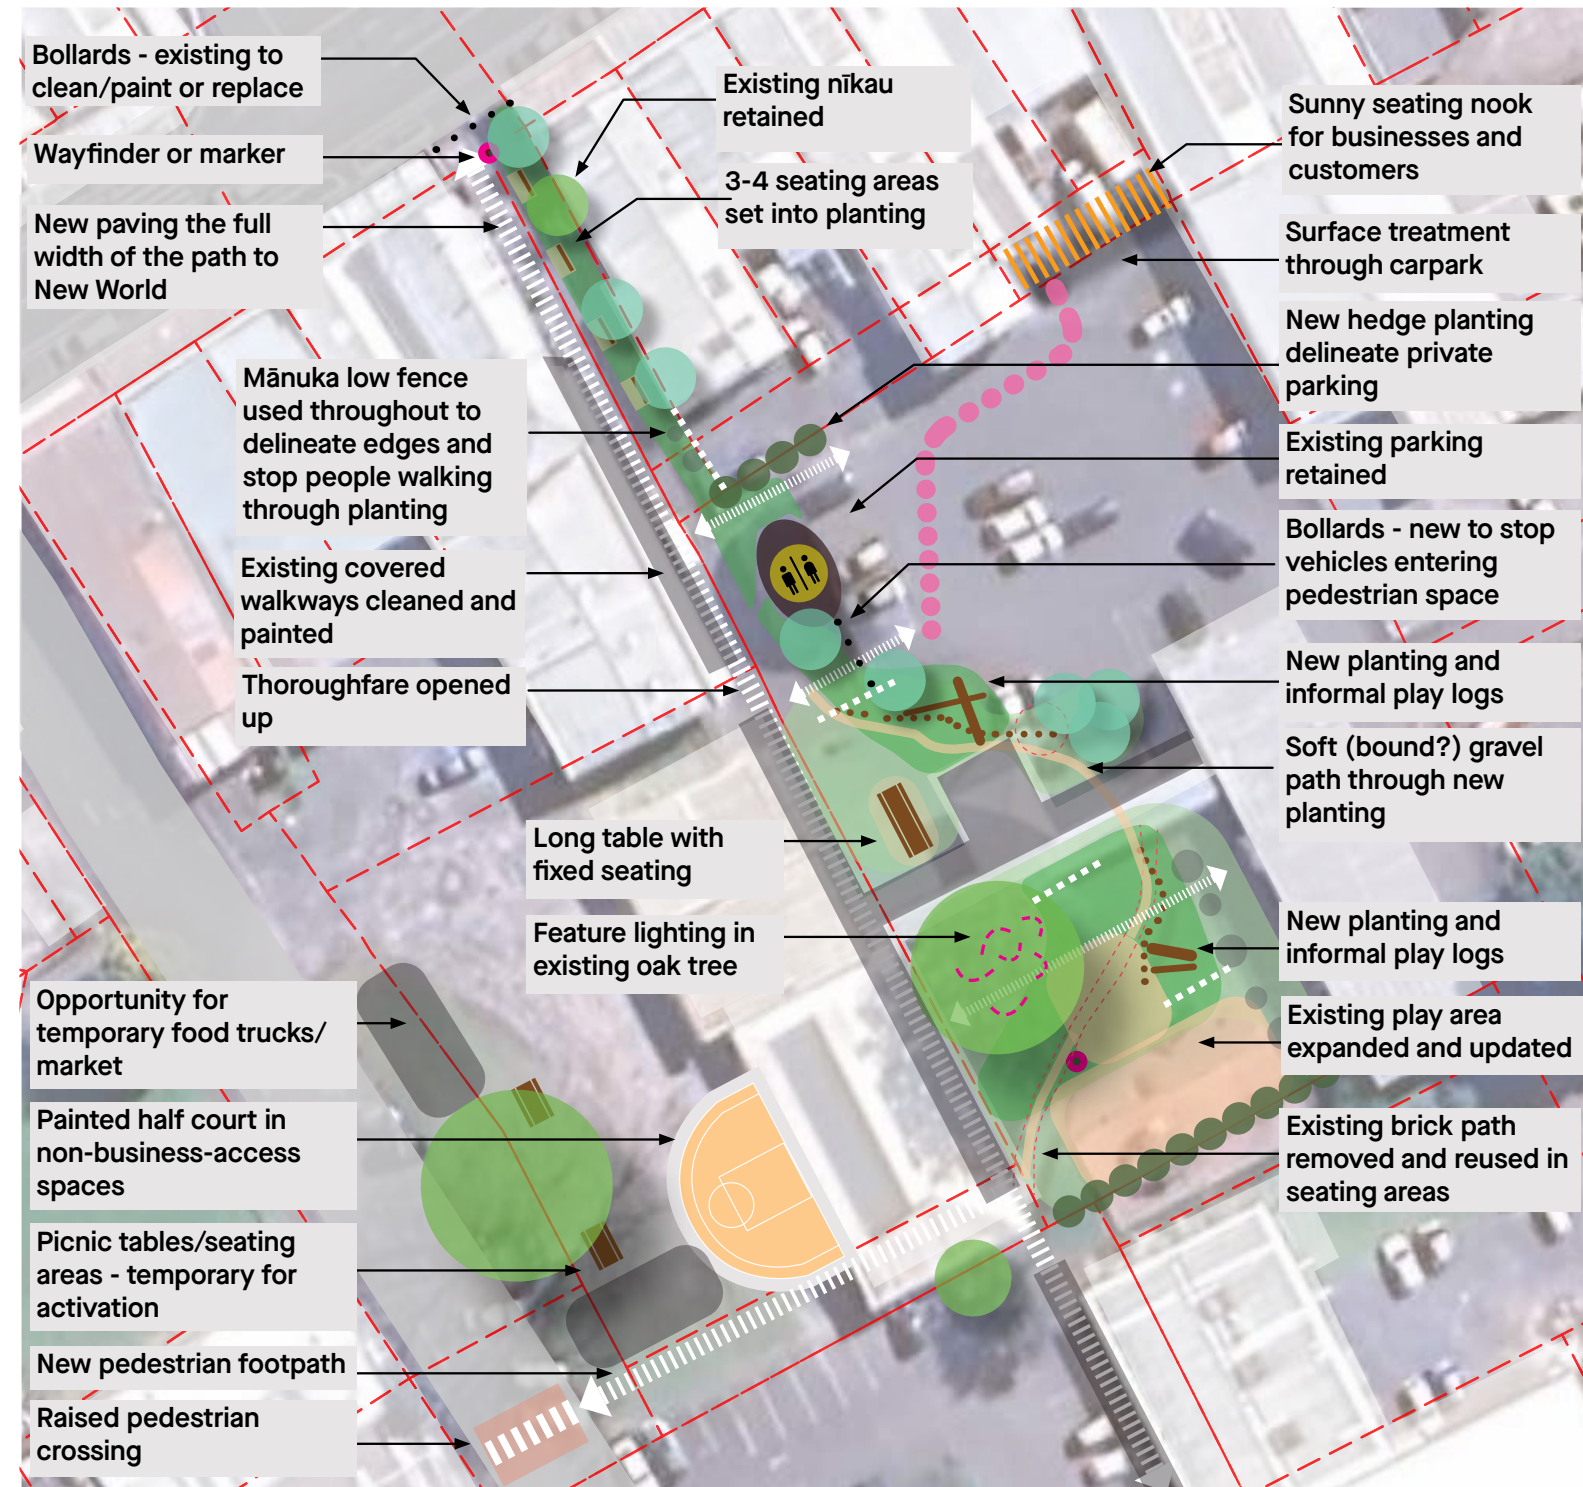 Bollards - existing to
clean/paint or replace
Wayfinder or marker
New paving the full
width of the path to
New World
Existing nīkau
retained
3-4 seating areas
set into planting
Sunny seating nook
for businesses and
customers
Surface treatment
through carpark
New hedge planting
delineate private
parking
Existing parking
retained
Bollards - new to stop
vehicles entering
pedestrian space
New planting and
informal play logs
Soft (bound?) gravel
path through new
planting
Mānuka low fence
used throughout to
delineate edges and
stop people walking
through planting
Existing covered
walkways cleaned and
painted
Thoroughfare opened
up
Long table with
fixed seating
Feature lighting in
existing oak tree
New planting and
informal play logs
Existing play area
expanded and updated
Existing brick path
removed and reused in
seating areas
Opportunity for
temporary food trucks/
market
Painted half court in
non-business-access
spaces
Picnic tables/seating
areas - temporary for
activation
New pedestrian footpath
Raised pedestrian
crossing